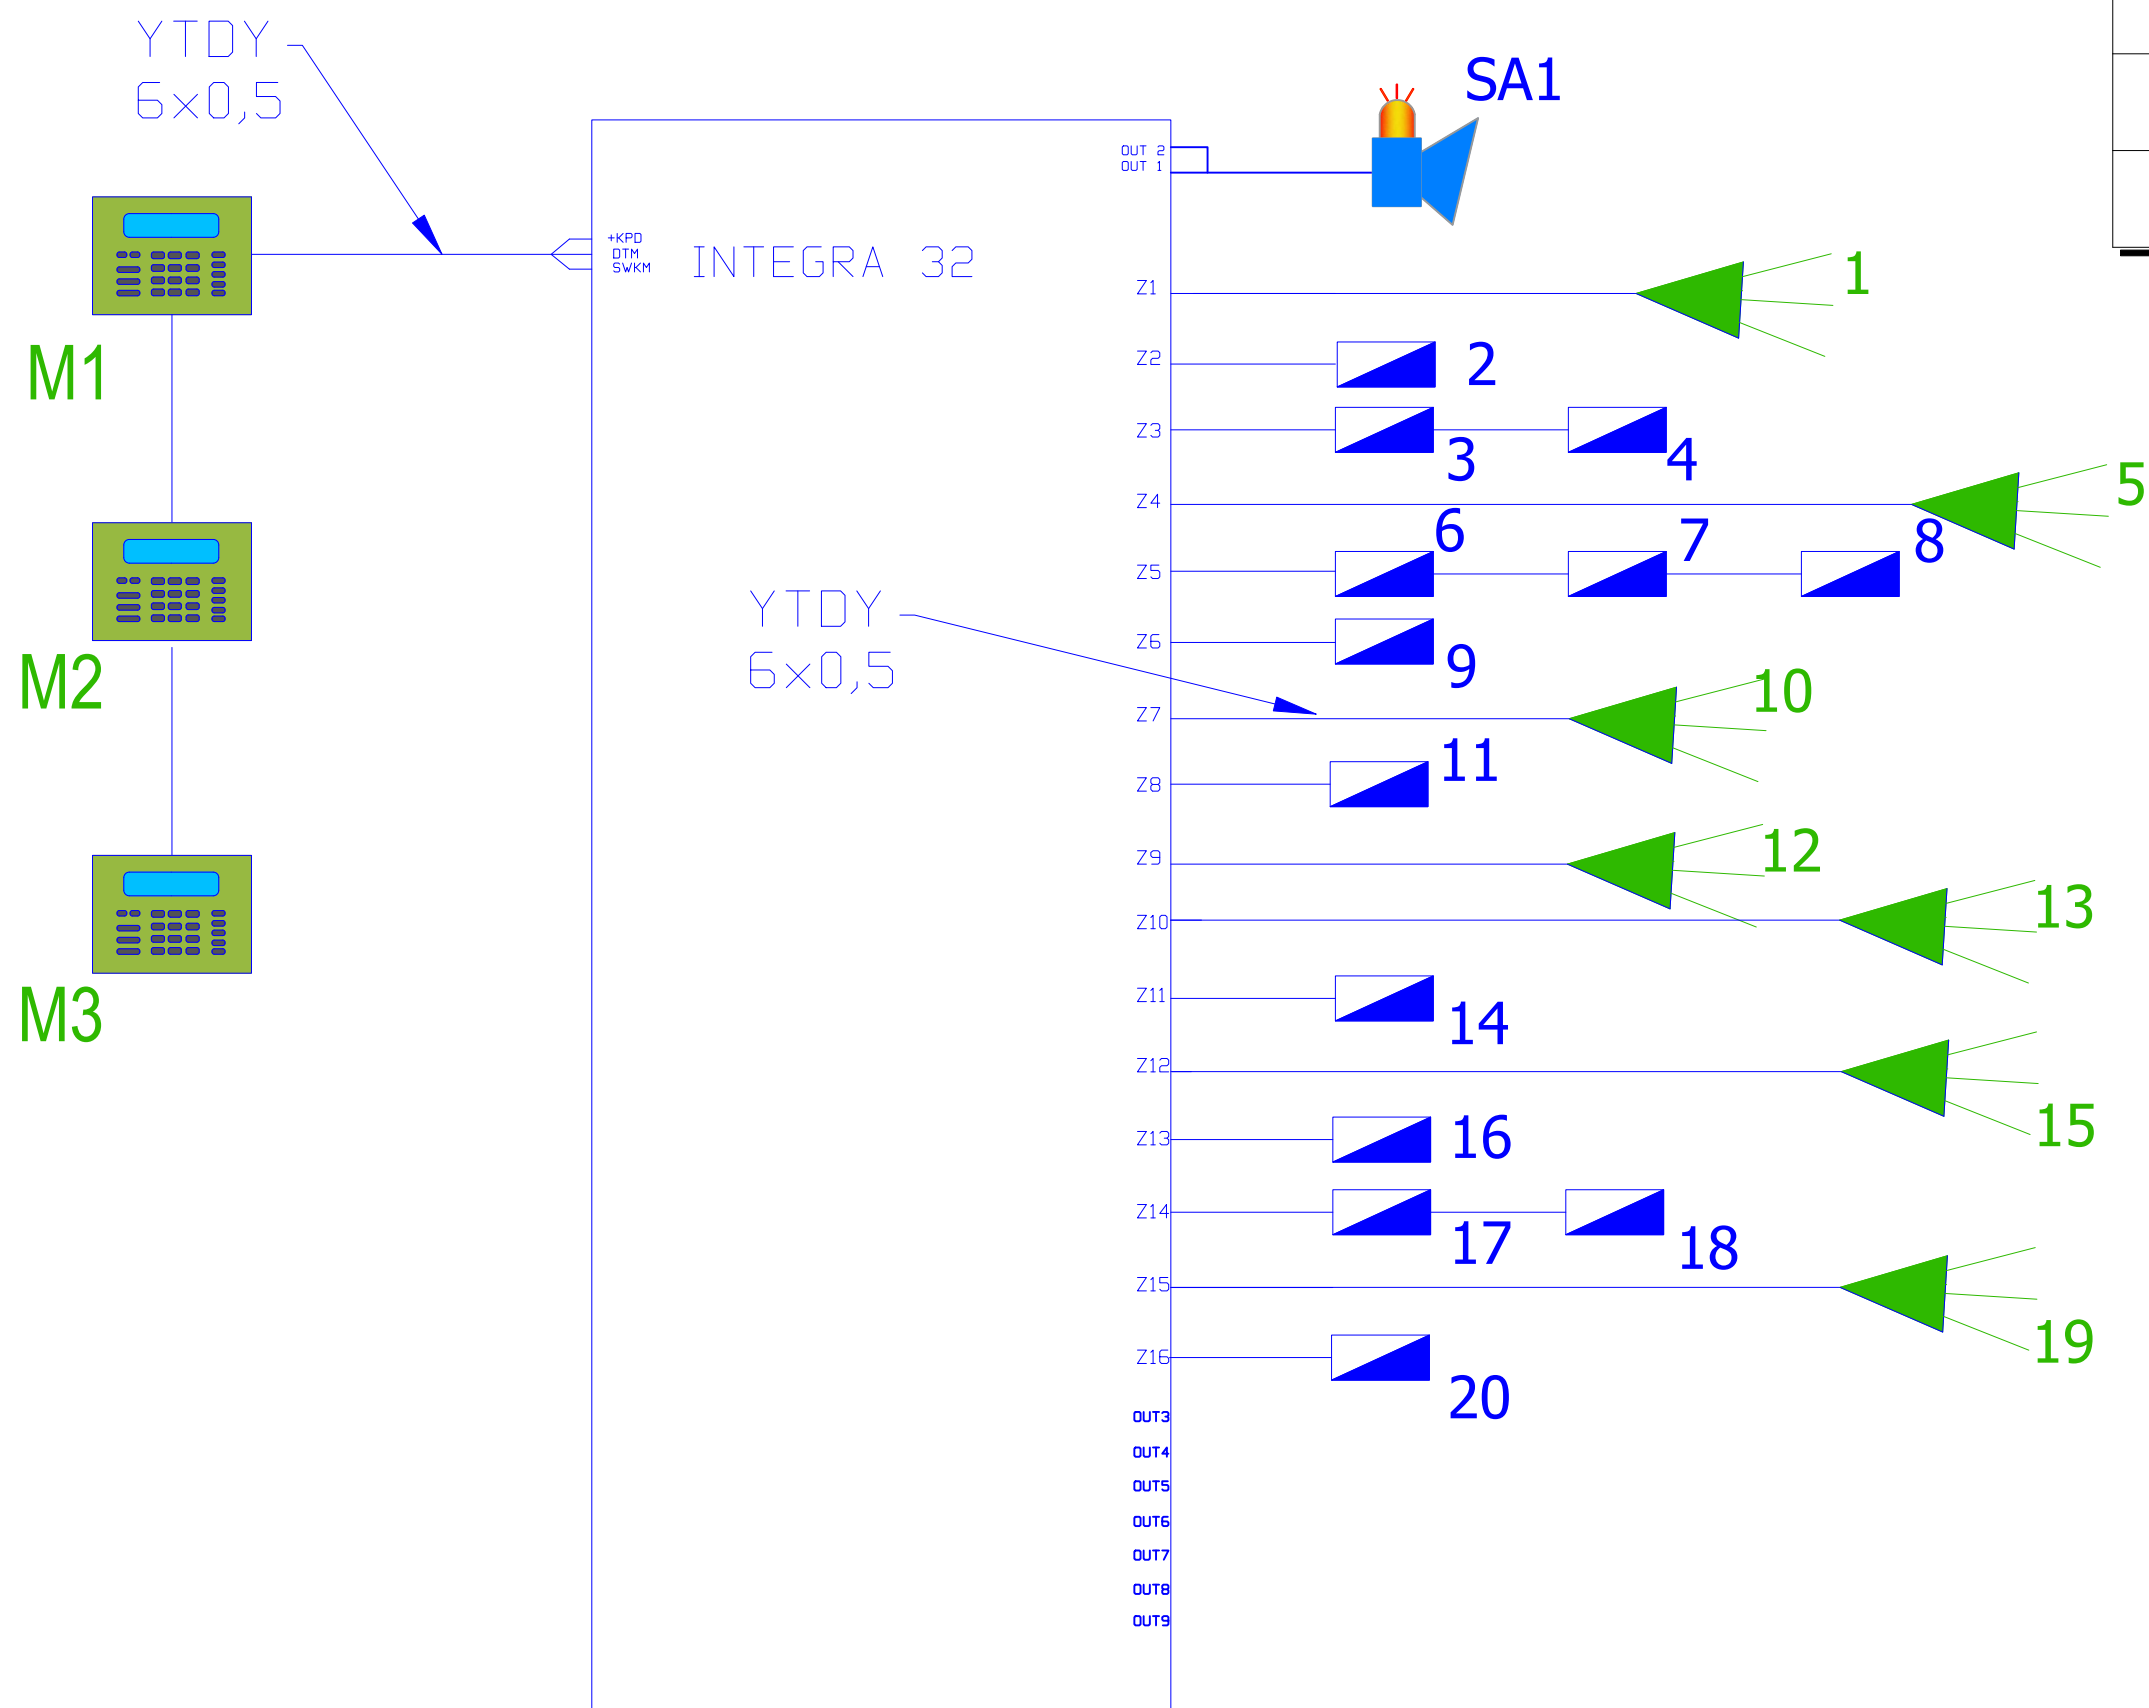 YTDY
6x0,5
SA1
OUT 2
OUT 1
+KPD
DTM
SWKM
INTEGRA 32
M1
M2
M3
YTDY
6x0,5
Z1
1
Z2
2
Z3
3
4
Z4
5
Z5
6
7
8
Z6
9
Z7
10
Z8
11
Z9
12
Z10
13
Z11
14
Z12
15
Z13
16
Z14
17
18
Z15
19
Z16
20
OUT3
OUT4
OUT5
OUT6
OUT7
OUT8
OUT9